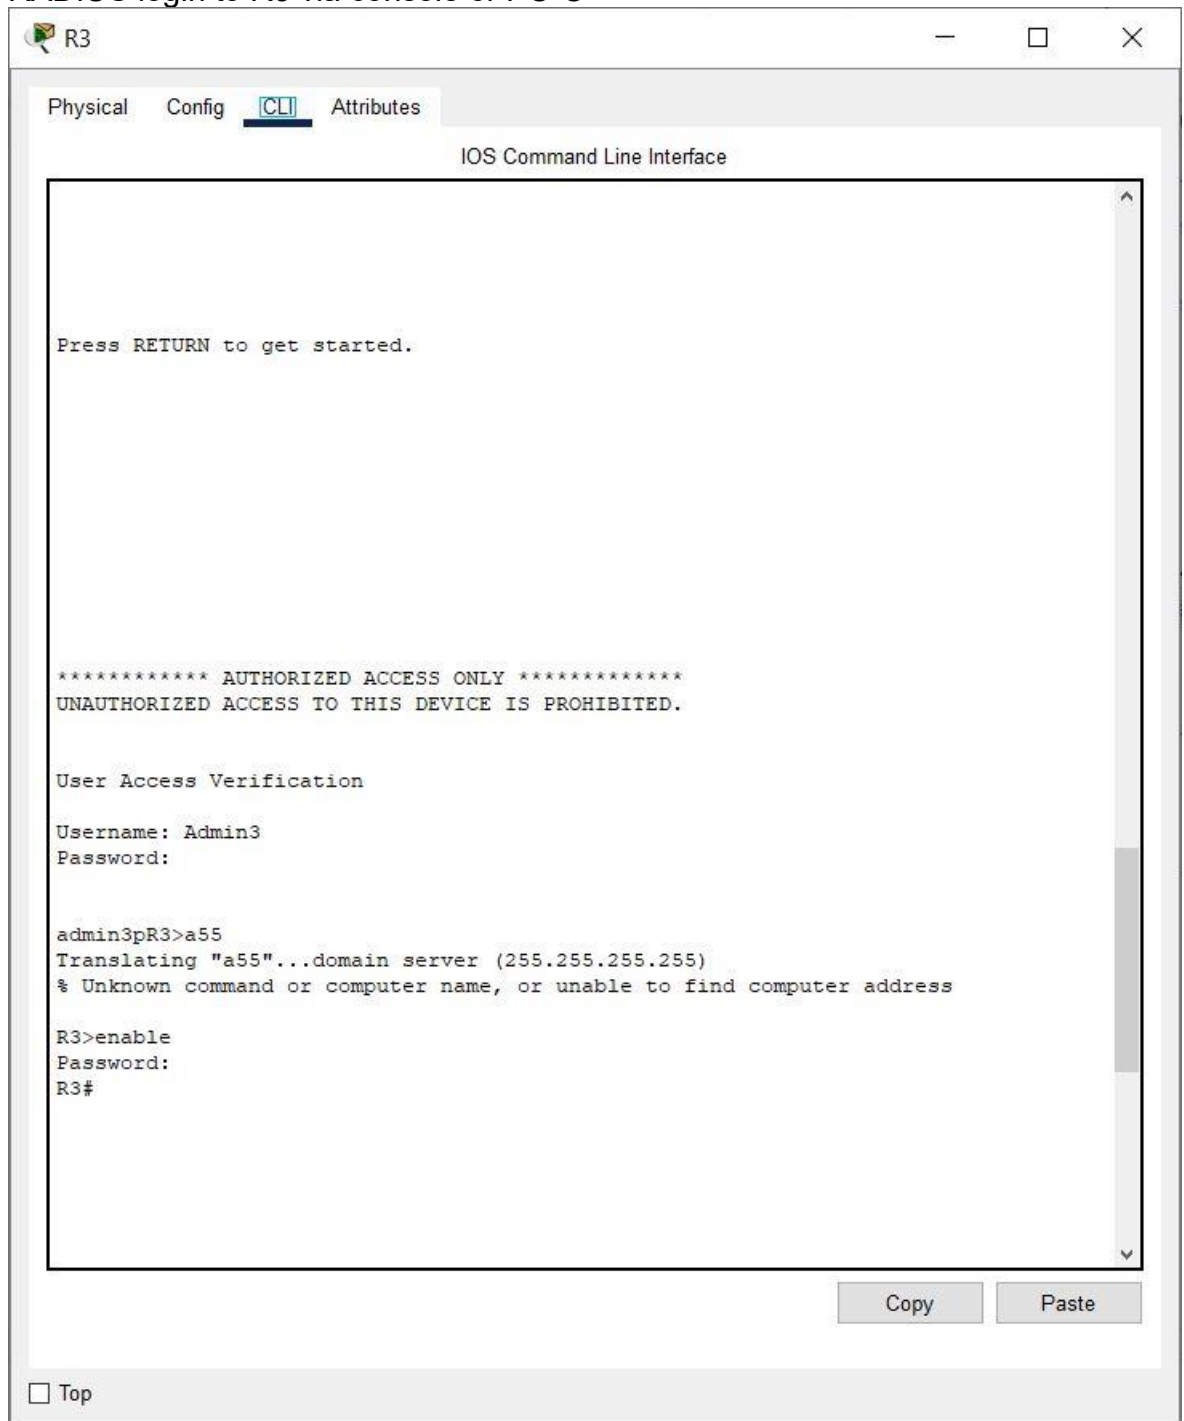 R3
Physical Config CLI Attributes
IOS Command Line Interface
Press RETURN to get started.
************ AUTHORIZED ACCESS ONLY *************
UNAUTHORIZED ACCESS TO THIS DEVICE IS PROHIBITED.
User Access Verification
Username: Admin3
Password:
admin3pR3>a55
Translating "a55"...domain server (255.255.255.255)
% Unknown command or computer name, or unable to find computer address
R3>enable
Password:
R3#
Copy Paste
Top